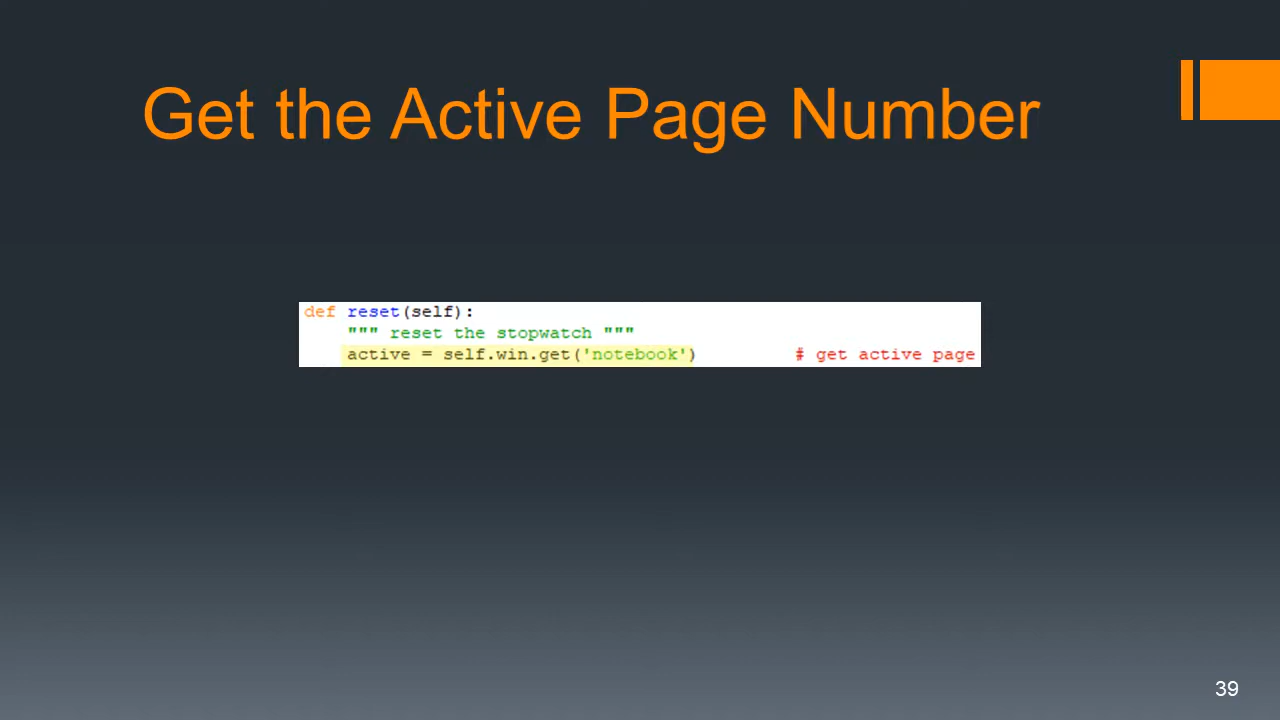 Get the Active Page Number
def reset(self):
""" reset the stopwatch """
active = self.win.get('notebook') # get active page
39